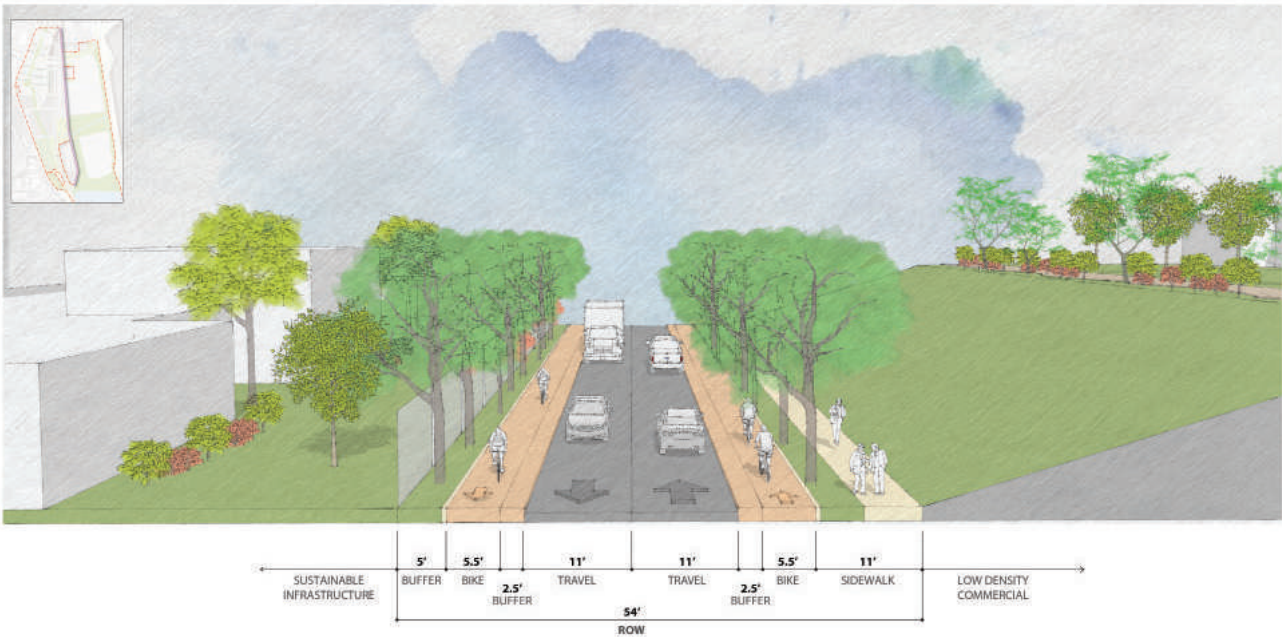 5'
BUFFER
5.5'
BIKE
2.5'
BUFFER
11'
TRAVEL
11'
TRAVEL
2.5'
BUFFER
5.5'
BIKE
11'
SIDEWALK
SUSTAINABLE
INFRASTRUCTURE
LOW DENSITY
COMMERCIAL
54'
ROW